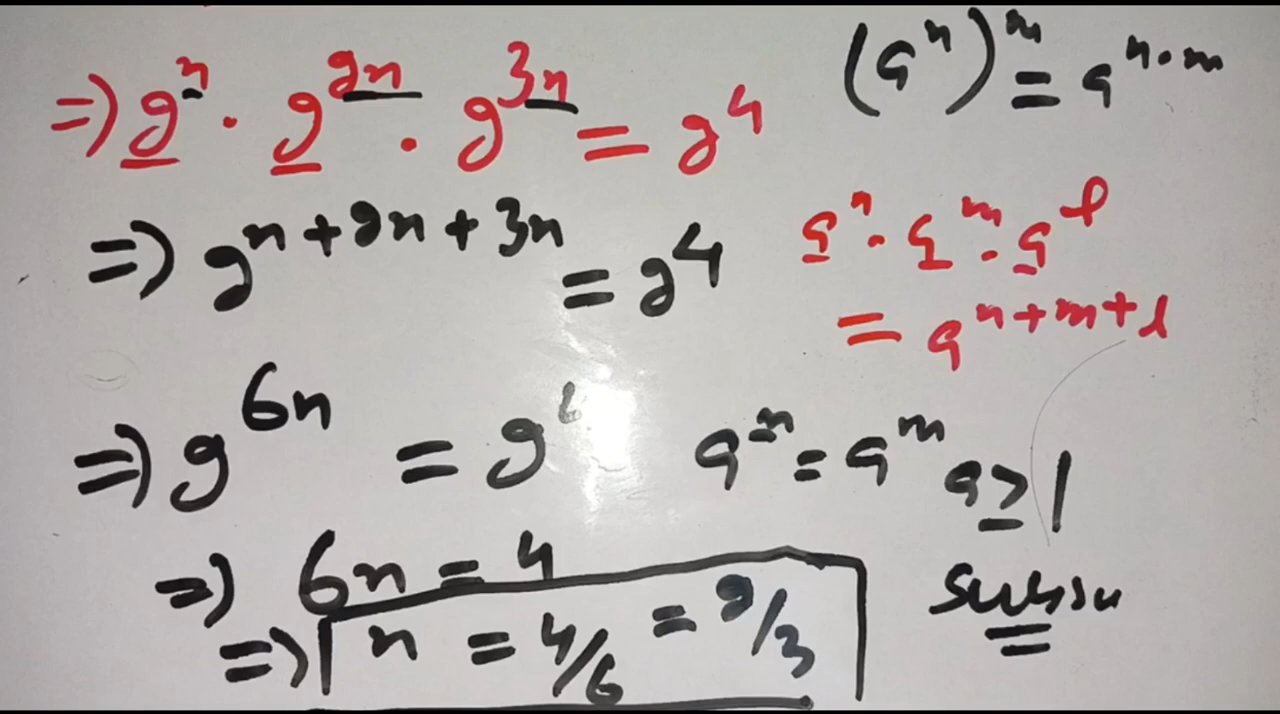 => 2ⁿ · 2²ⁿ · 2³ⁿ = 2⁴
(aⁿ)ᵐ = aⁿ·ᵐ
=> 2ⁿ⁺²ⁿ⁺³ⁿ = 2⁴
aⁿ · aᵐ · aˡ
= aⁿ⁺ᵐ⁺ˡ
=> 2⁶ⁿ = 2
aⁿ = aᵐ a ≥ 1
=> 6n = 4
=> n = 4/6 = 2/3